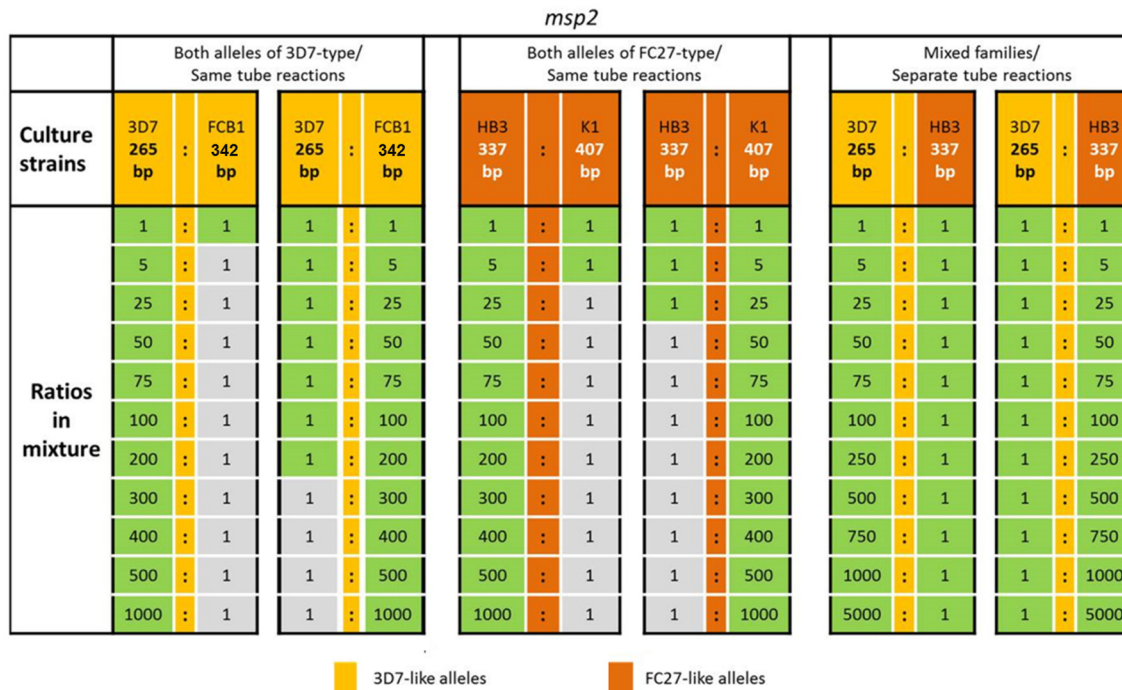 msp2
Both alleles of 3D7-type/
Same tube reactions
Both alleles of FC27-type/
Same tube reactions
Mixed families/
Separate tube reactions
Culture
strains
3D7
265
bp
:
FCB1
342
bp
3D7
265
bp
:
FCB1
342
bp
HB3
337
bp
:
K1
407
bp
HB3
337
bp
:
K1
407
bp
3D7
265
bp
:
HB3
337
bp
3D7
265
bp
:
HB3
337
bp
Ratios
in
mixture
1 : 1 1 : 1 1 : 1 1 : 1 1 : 1 1 : 1
5 : 1 1 : 5 5 : 1 1 : 5 5 : 1 1 : 5
25 : 1 1 : 25 25 : 1 1 : 25 25 : 1 1 : 25
50 : 1 1 : 50 50 : 1 1 : 50 50 : 1 1 : 50
75 : 1 1 : 75 75 : 1 1 : 75 75 : 1 1 : 75
100 : 1 1 : 100 100 : 1 1 : 100 100 : 1 1 : 100
200 : 1 1 : 200 200 : 1 1 : 200 250 : 1 1 : 250
300 : 1 1 : 300 300 : 1 1 : 300 500 : 1 1 : 500
400 : 1 1 : 400 400 : 1 1 : 400 750 : 1 1 : 750
500 : 1 1 : 500 500 : 1 1 : 500 1000 : 1 1 : 1000
1000 : 1 1 : 1000 1000 : 1 1 : 1000 5000 : 1 1 : 5000
3D7-like alleles
FC27-like alleles